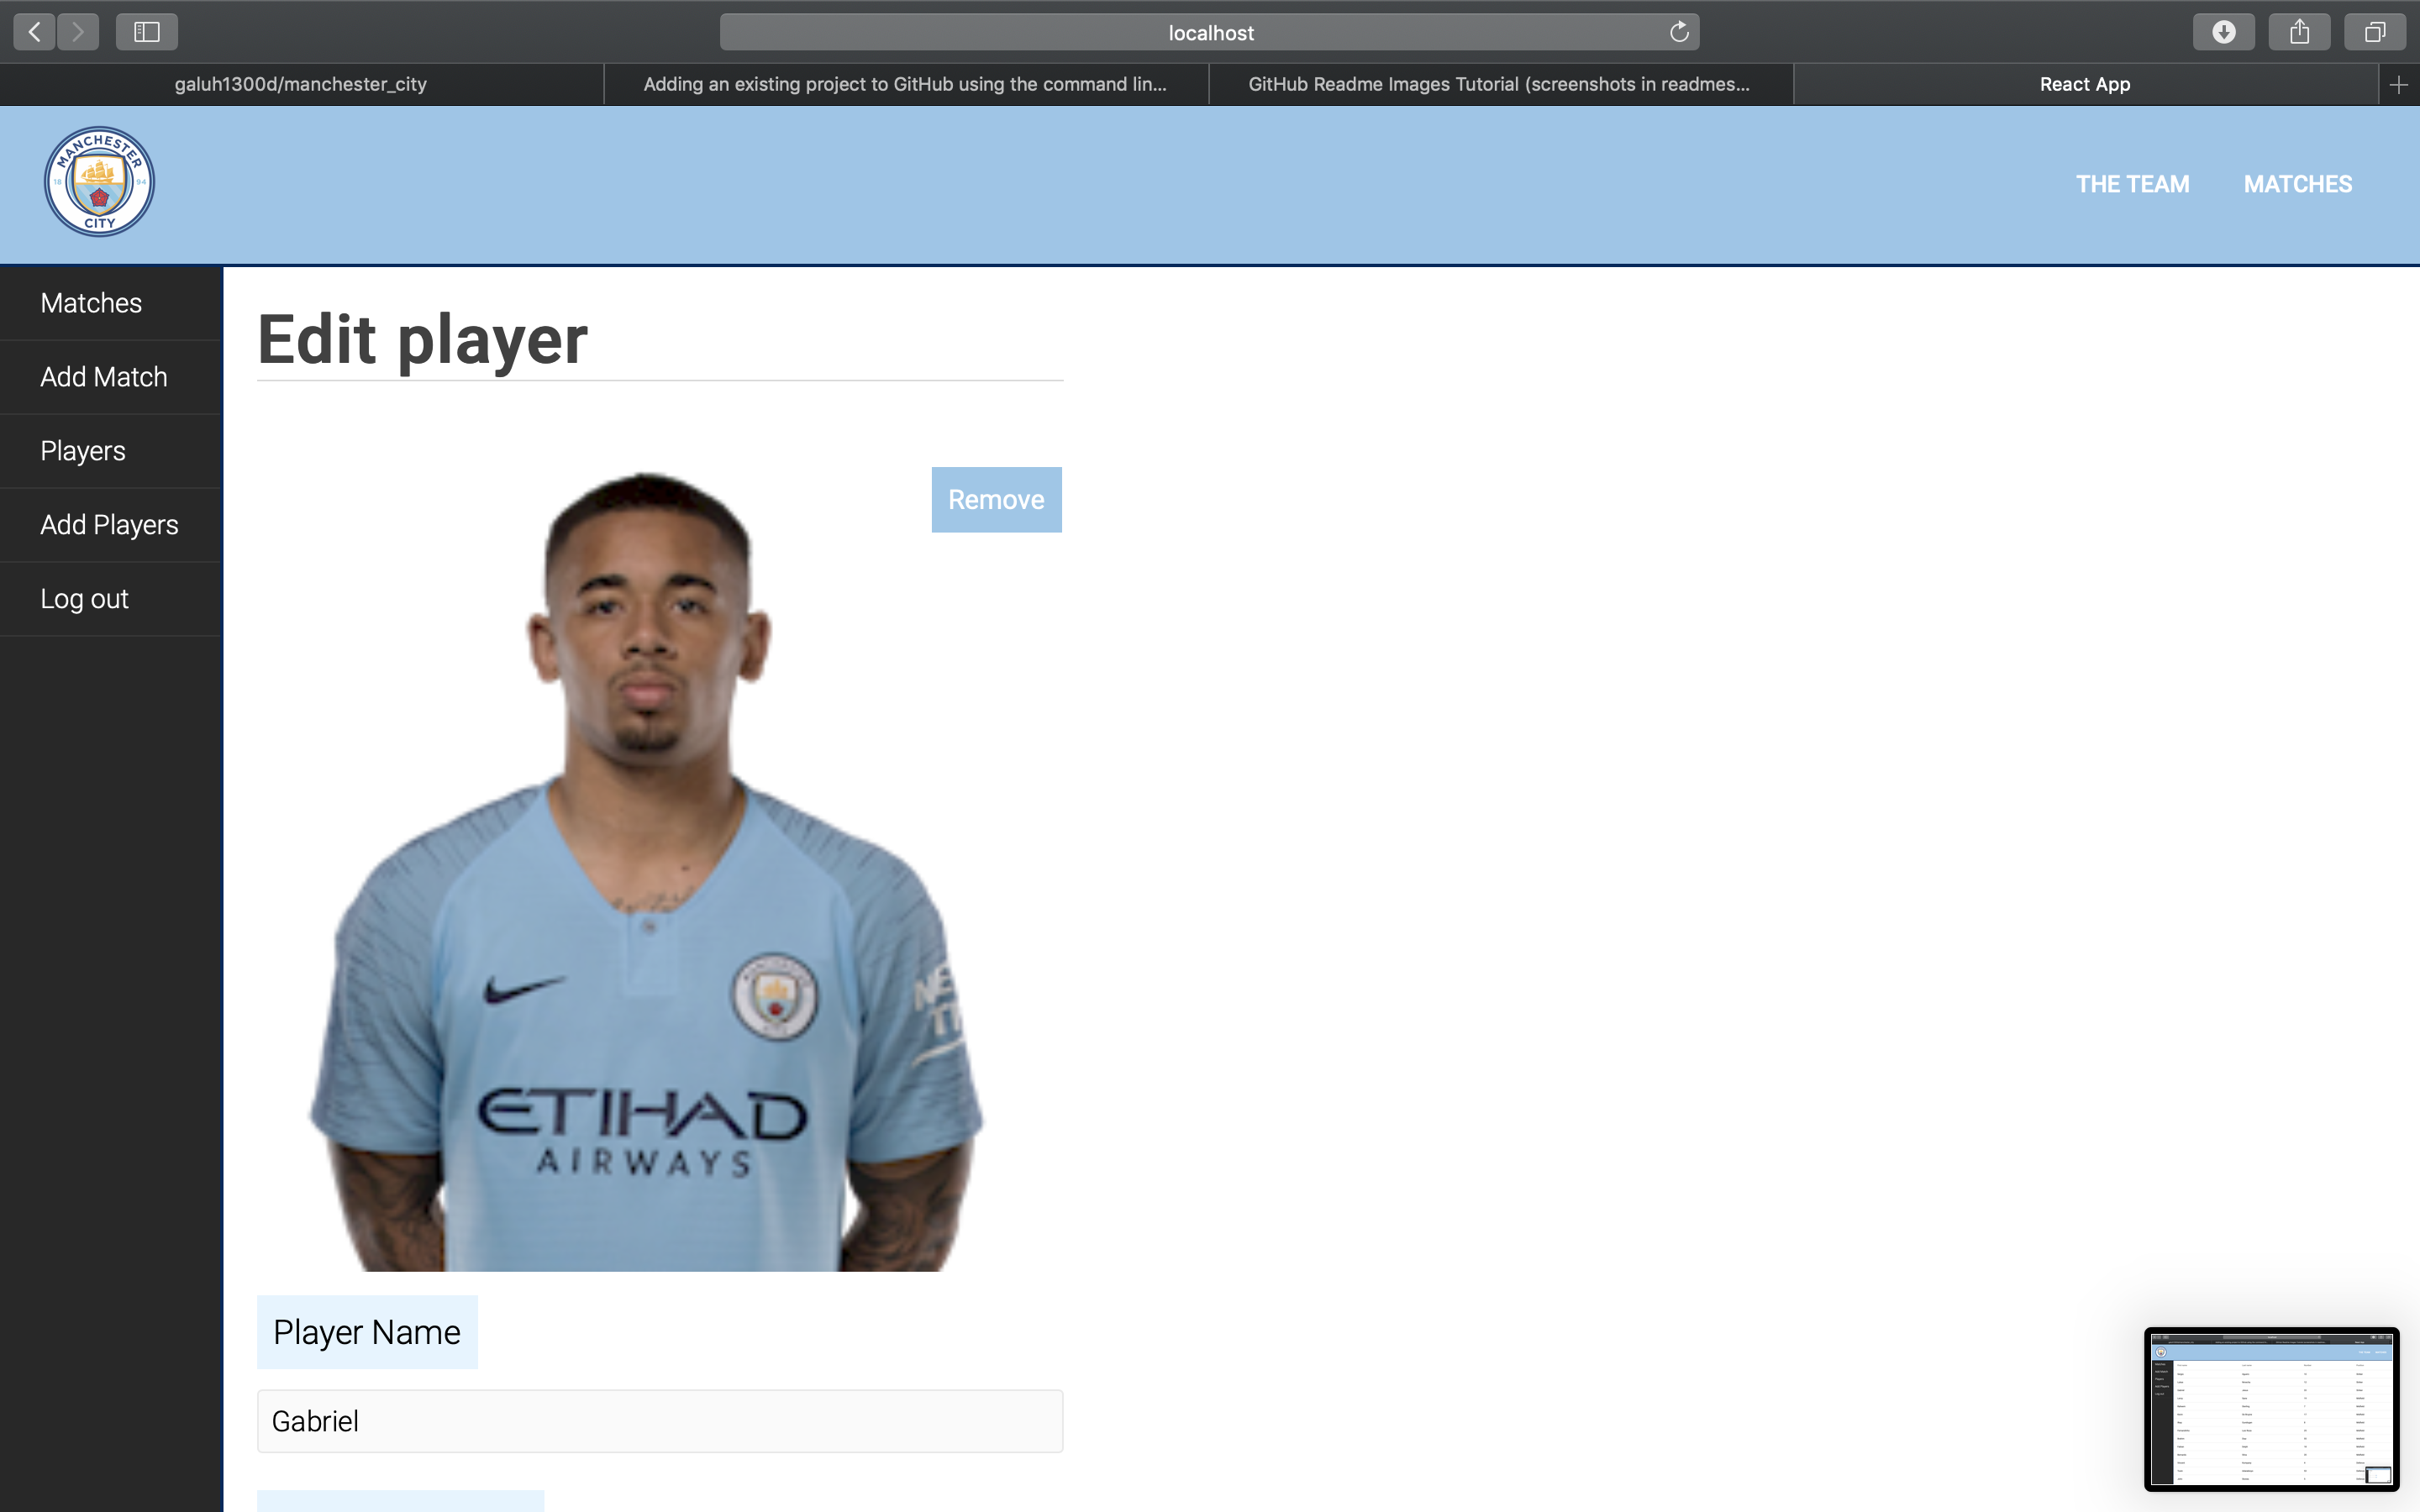 localhost
galuh1300d/manchester_city
Adding an existing project to GitHub using the command lin...
GitHub Readme Images Tutorial (screenshots in readmes...
React App
MANCHESTER
18 94
CITY
THE TEAM
MATCHES
Matches
Add Match
Players
Add Players
Log out
Edit player
Remove
ETIHAD
AIRWAYS
Player Name
Gabriel